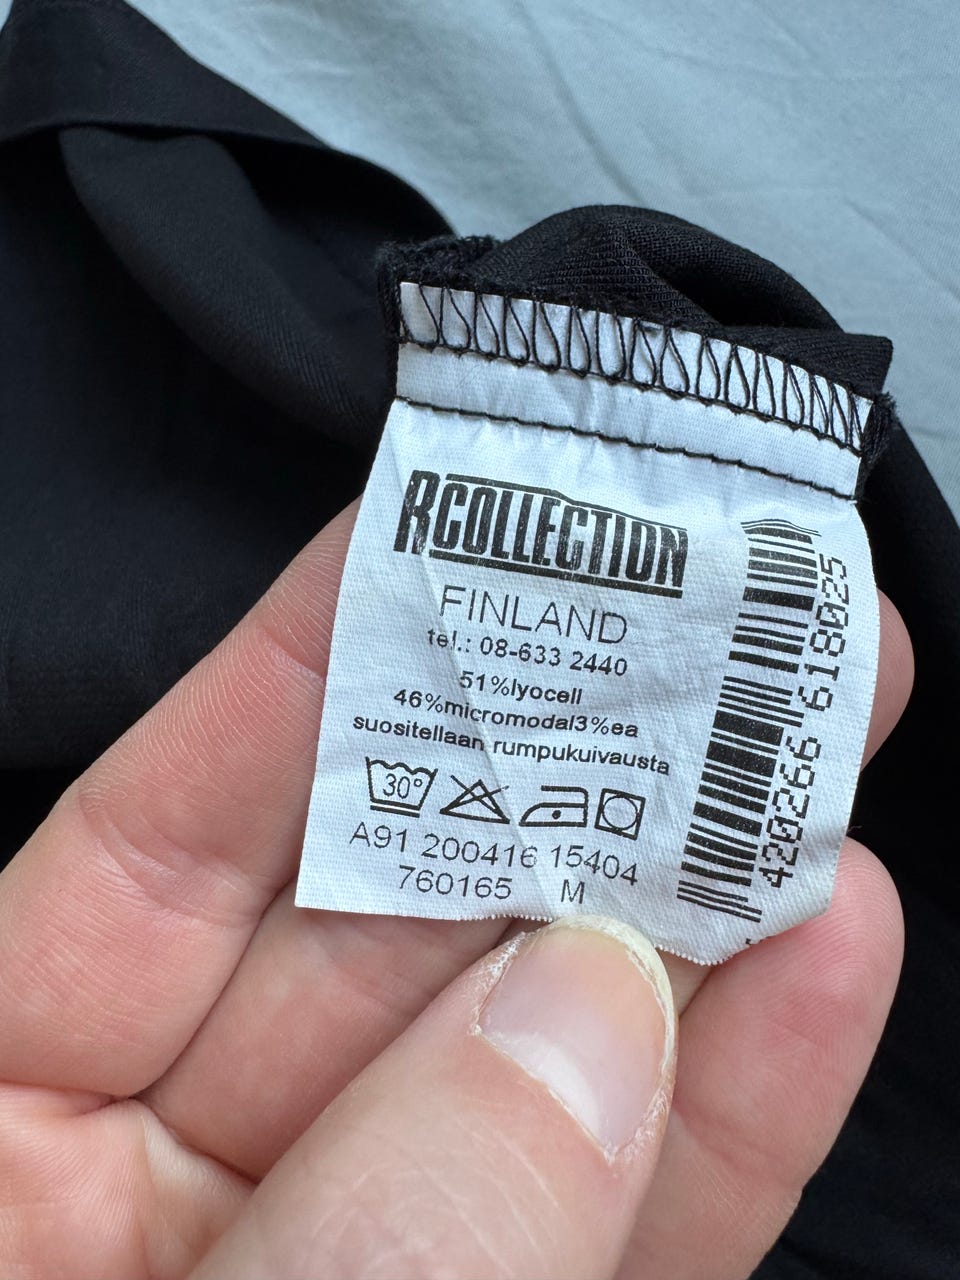 RCOLLECTION
FINLAND
tel.: 08-633 2440
51%lyocell
46%micromodal3%ea
suositellaan rumpukuivausta
30°
A91 200416 15404
760165 M
420266 618025